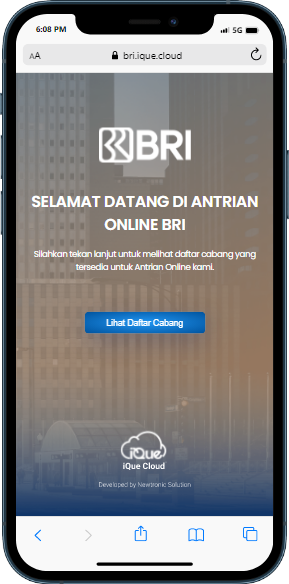 6:08 PM
5G
AA
bri.ique.cloud
BRI
SELAMAT DATANG DI ANTRIAN
ONLINE BRI
Silahkan tekan lanjut untuk melihat daftar cabang yang
tersedia untuk Antrian Online kami.
Lihat Daftar Cabang
iQue
iQue Cloud
Developed by Newtronic Solution